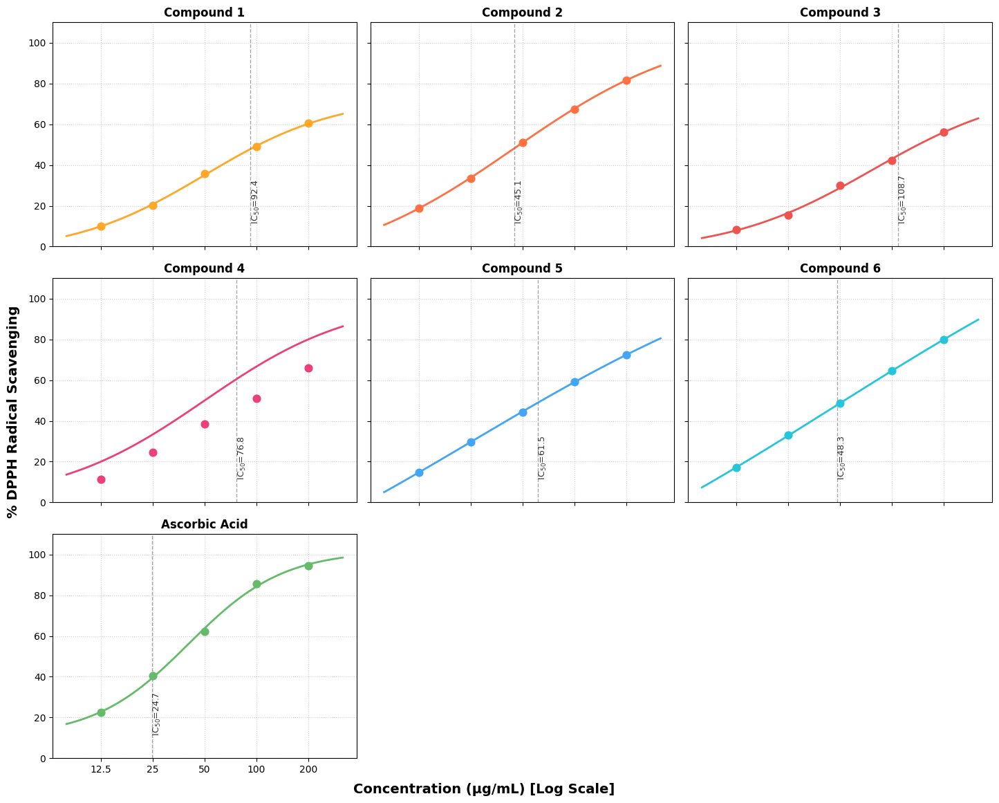 Compound 1
Compound 2
Compound 3
100
80
60
40
20
0
IC50=92.4
IC50=45.1
IC50=108.7
Compound 4
Compound 5
Compound 6
100
80
60
40
20
0
IC50=76.8
IC50=61.5
IC50=48.3
% DPPH Radical Scavenging
Ascorbic Acid
100
80
60
40
20
0
IC50=24.7
12.5 25 50 100 200
Concentration (µg/mL) [Log Scale]